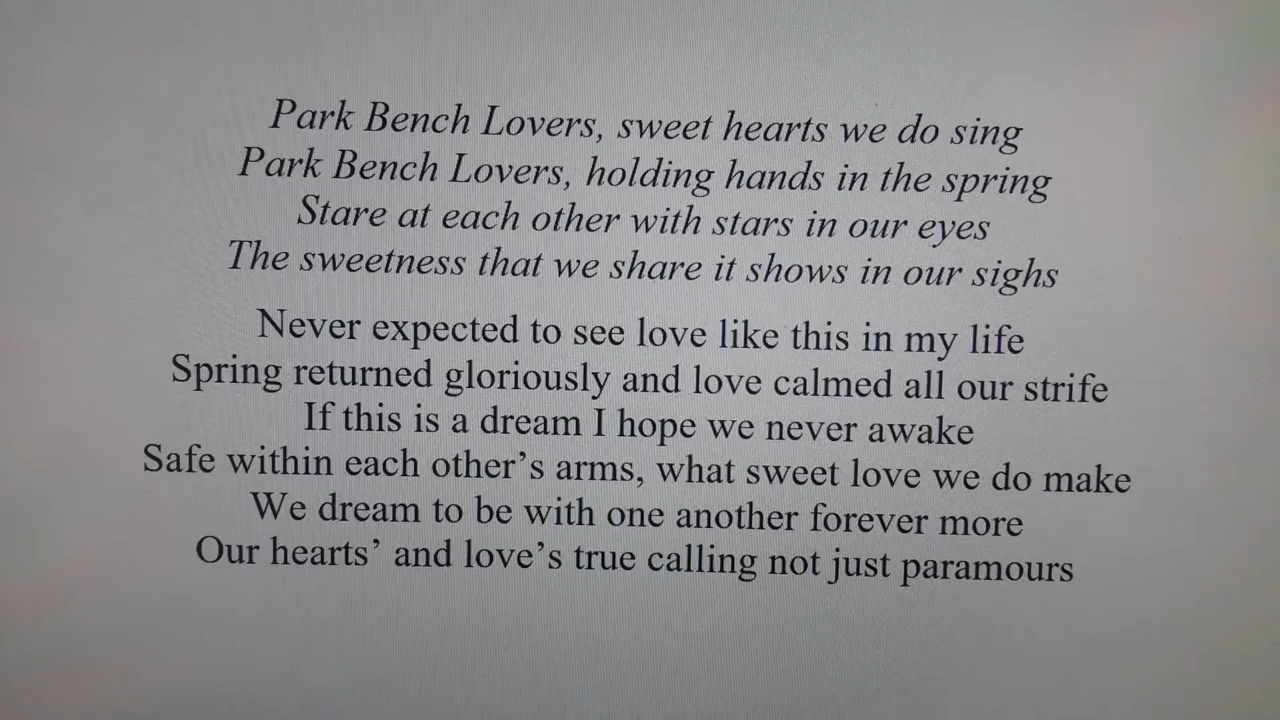 Park Bench Lovers, sweet hearts we do sing
Park Bench Lovers, holding hands in the spring
Stare at each other with stars in our eyes
The sweetness that we share it shows in our sighs
Never expected to see love like this in my life
Spring returned gloriously and love calmed all our strife
If this is a dream I hope we never awake
Safe within each other’s arms, what sweet love we do make
We dream to be with one another forever more
Our hearts’ and love’s true calling not just paramours